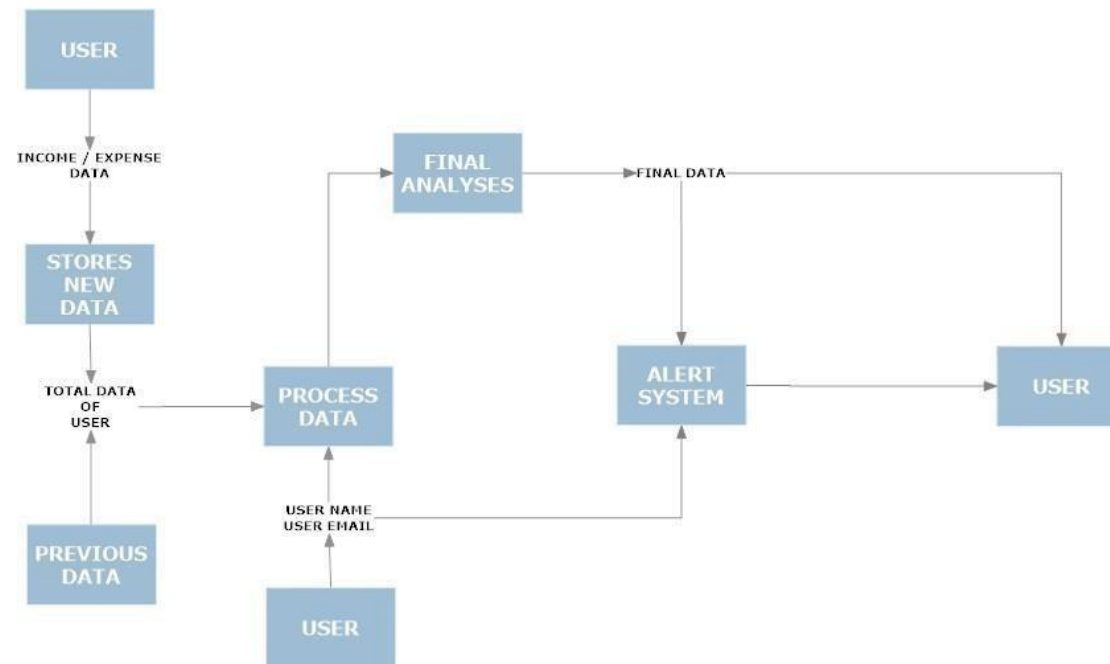 USER
INCOME / EXPENSE
DATA
STORES
NEW
DATA
TOTAL DATA
OF
USER
PREVIOUS
DATA
PROCESS
DATA
USER NAME
USER EMAIL
USER
FINAL
ANALYSES
FINAL DATA
ALERT
SYSTEM
USER